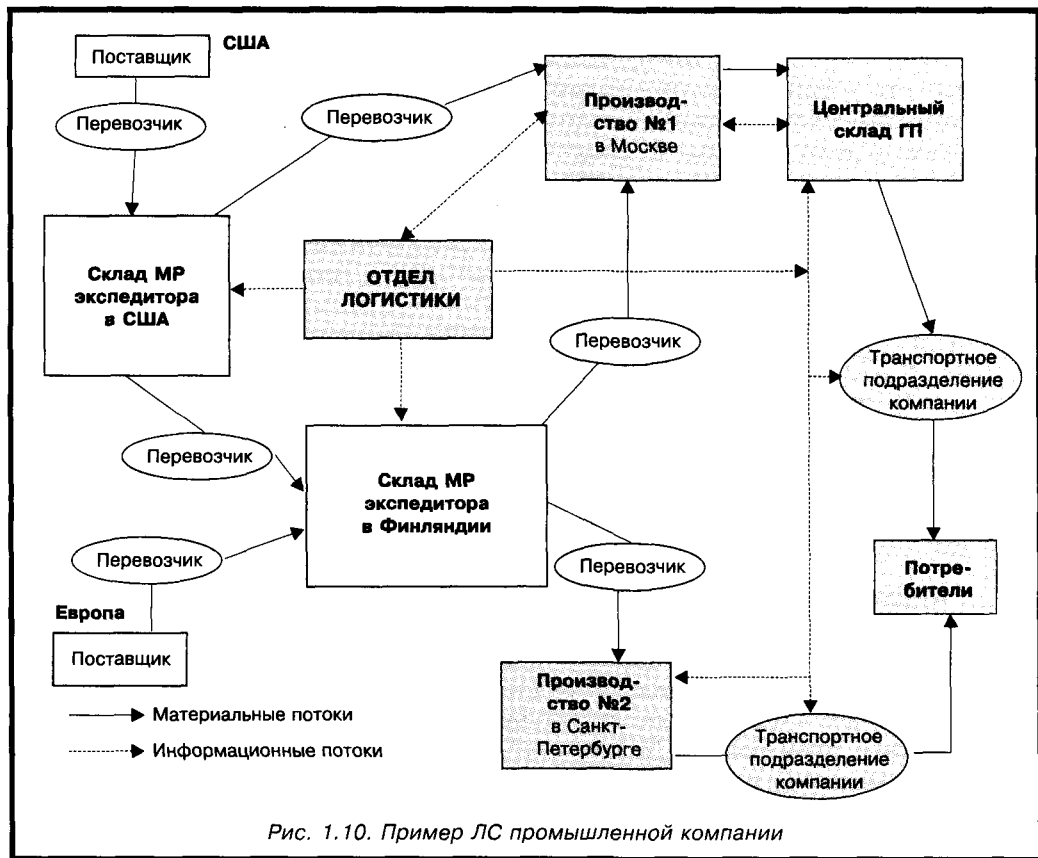 Поставщик
США
Перевозчик
Перевозчик
Производ-
ство №1
в Москве
Центральный
склад ГП
Склад МР
экспедитора
в США
ОТДЕЛ
ЛОГИСТИКИ
Перевозчик
Транспортное
подразделение
компании
Перевозчик
Склад МР
экспедитора
в Финляндии
Перевозчик
Перевозчик
Потре-
бители
Европа
Поставщик
Производ-
ство №2
в Санкт-
Петербурге
Транспортное
подразделение
компании
Материальные потоки
Информационные потоки
Рис. 1.10. Пример ЛС промышленной компании